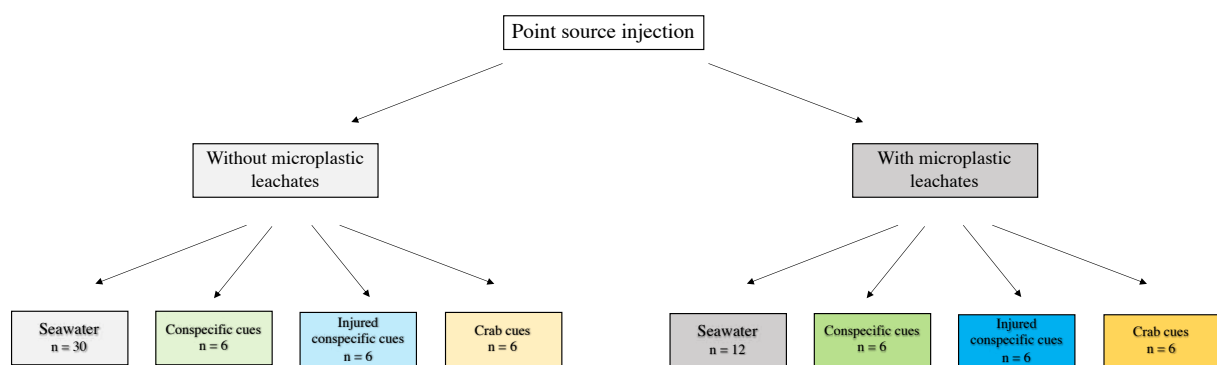 Point source injection
Without microplastic
leachates
With microplastic
leachates
Seawater
n = 30
Conspecific cues
n = 6
Injured
conspecific cues
n = 6
Crab cues
n = 6
Seawater
n = 12
Conspecific cues
n = 6
Injured
conspecific cues
n = 6
Crab cues
n = 6